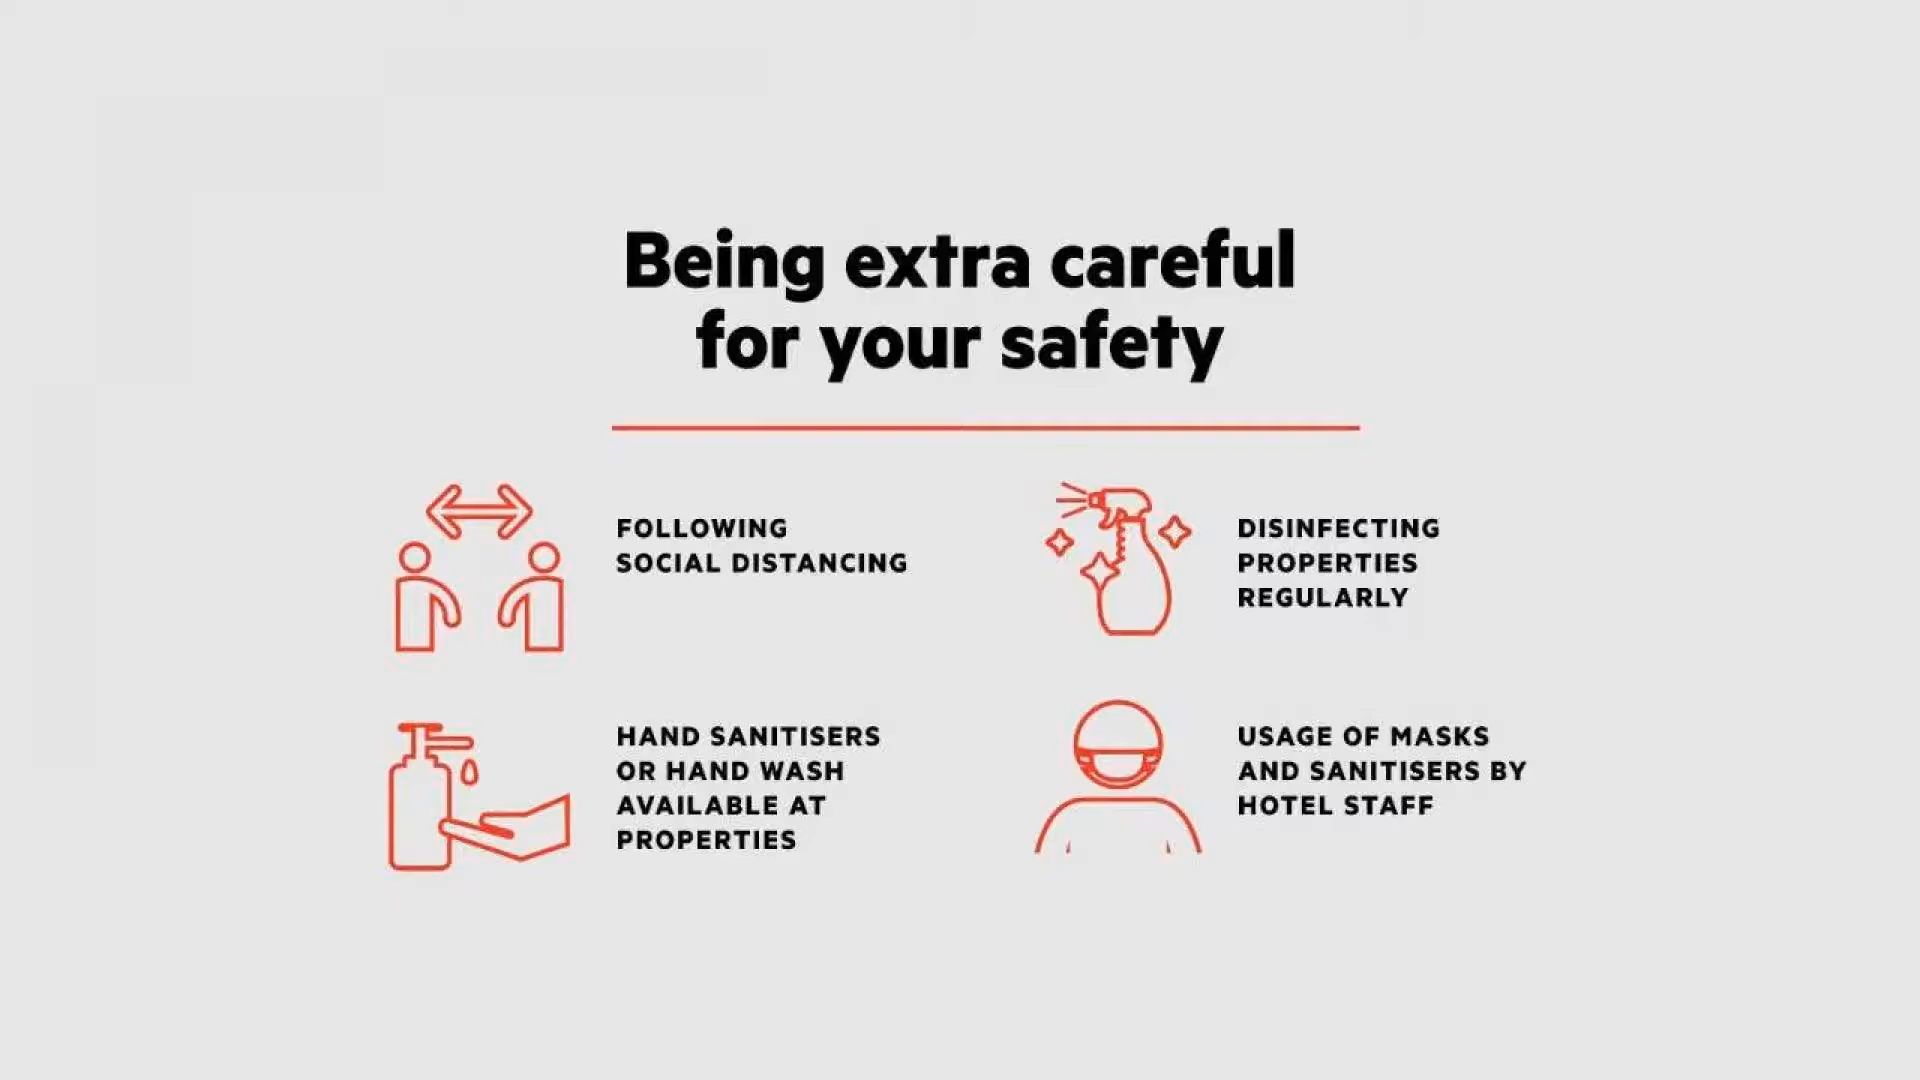 Being extra careful
for your safety
FOLLOWING
SOCIAL DISTANCING
DISINFECTING
PROPERTIES
REGULARLY
HAND SANITISERS
OR HAND WASH
AVAILABLE AT
PROPERTIES
USAGE OF MASKS
AND SANITISERS BY
HOTEL STAFF